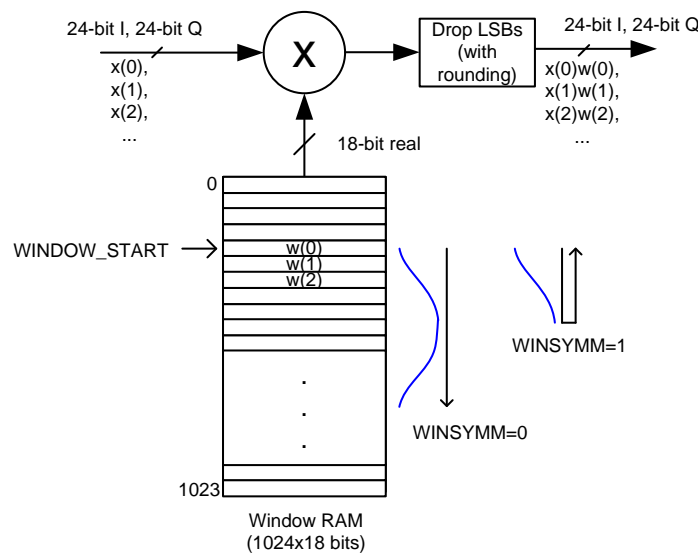 24-bit I, 24-bit Q
x(0),
x(1),
x(2),
...
X
Drop LSBs
(with
rounding)
24-bit I, 24-bit Q
x(0)w(0),
x(1)w(1),
x(2)w(2),
...
18-bit real
0
WINDOW_START
w(0)
w(1)
w(2)
.
.
.
WINSYMM=1
WINSYMM=0
1023
Window RAM
(1024x18 bits)